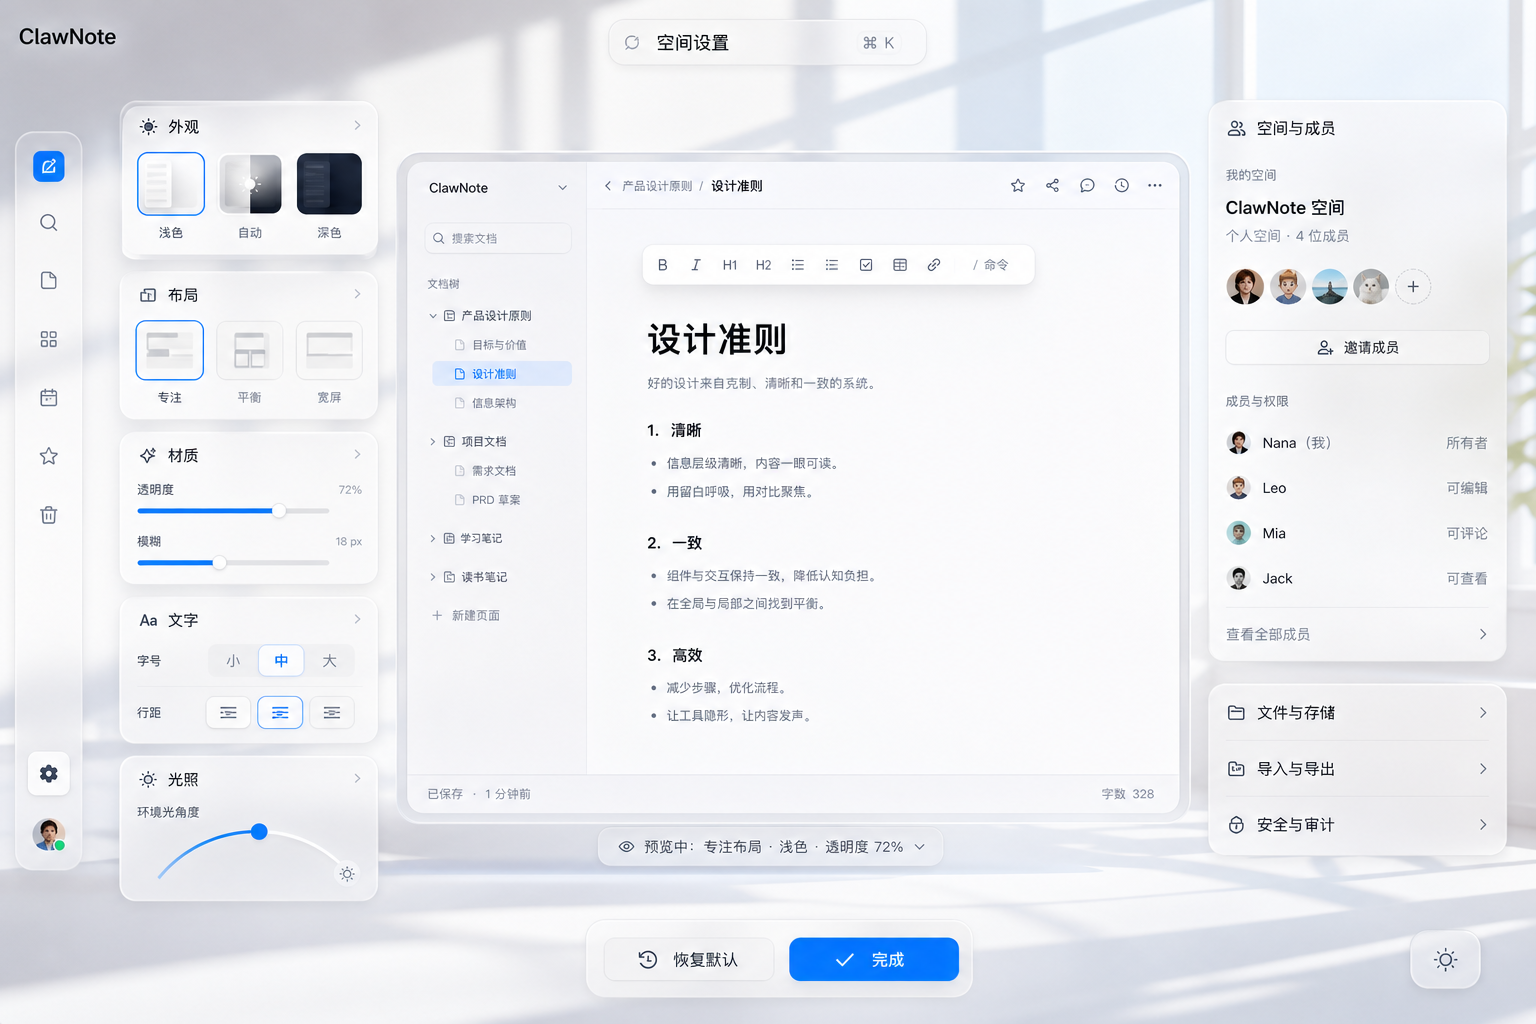 ClawNote
空间设置
⌘ K
外观
浅色
自动
深色
布局
专注
平衡
宽屏
材质
透明度
72%
模糊
18 px
Aa 文字
字号
小
中
大
行距
光照
环境光角度
ClawNote
搜索文档
文档树
产品设计原则
目标与价值
设计准则
信息架构
项目文档
需求文档
PRD 草案
学习笔记
读书笔记
新建页面
产品设计原则 / 设计准则
B I H1 H2 / 命令
设计准则
好的设计来自克制、清晰和一致的系统。
1. 清晰
• 信息层级清晰，内容一眼可读。
• 用留白呼吸，用对比聚焦。
2. 一致
• 组件与交互保持一致，降低认知负担。
• 在全局与局部之间找到平衡。
3. 高效
• 减少步骤，优化流程。
• 让工具隐形，让内容发声。
已保存 · 1 分钟前
字数 328
预览中：专注布局 · 浅色 · 透明度 72%
恢复默认
完成
空间与成员
我的空间
ClawNote 空间
个人空间 · 4 位成员
邀请成员
成员与权限
Nana（我）
所有者
Leo
可编辑
Mia
可评论
Jack
可查看
查看全部成员
文件与存储
导入与导出
安全与审计